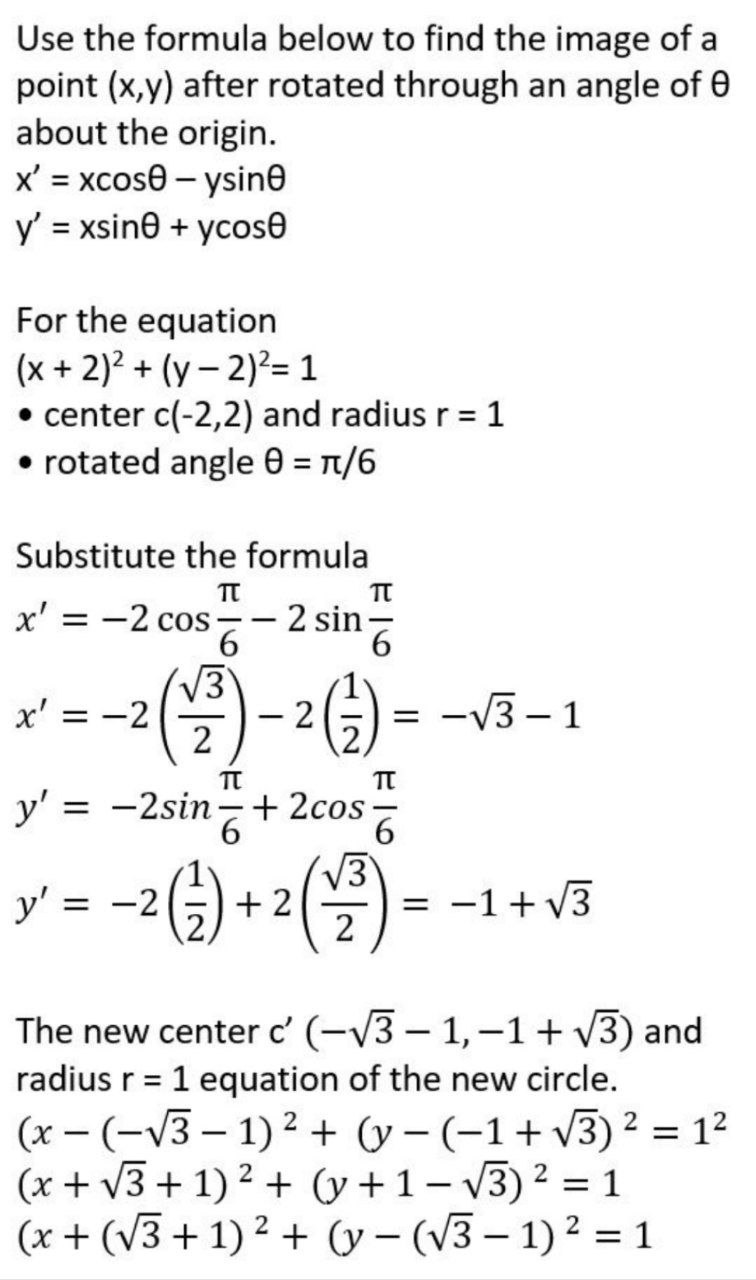 Use the formula below to find the image of a
point (x,y) after rotated through an angle of θ
about the origin.
x′ = xcosθ – ysinθ
y′ = xsinθ + ycosθ
For the equation
(x + 2)² + (y – 2)²= 1
• center c(-2,2) and radius r = 1
• rotated angle θ = π/6
Substitute the formula
x′ = −2 cos π/6 − 2 sin π/6
x′ = −2(√3/2) − 2(1/2) = −√3 − 1
y′ = −2sin π/6 + 2cos π/6
y′ = −2(1/2) + 2(√3/2) = −1 + √3
The new center c′ (−√3 − 1, −1 + √3) and
radius r = 1 equation of the new circle.
(x − (−√3 − 1) ² + (y − (−1 + √3) ² = 1²
(x + √3 + 1) ² + (y + 1 − √3) ² = 1
(x + (√3 + 1) ² + (y − (√3 − 1) ² = 1